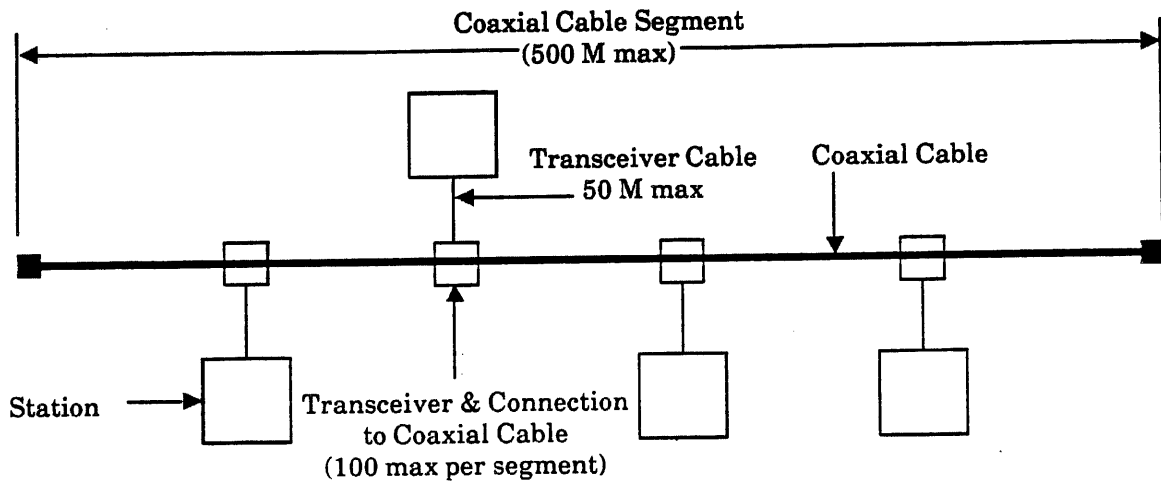 Coaxial Cable Segment
(500 M max)
Transceiver Cable
50 M max
Coaxial Cable
Station
Transceiver & Connection
to Coaxial Cable
(100 max per segment)